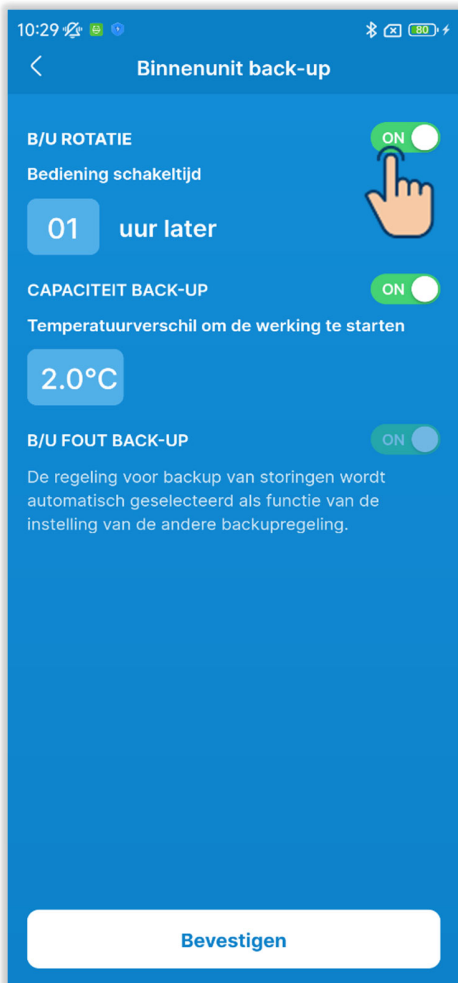 10:29
80
Binnenunit back-up
B/U ROTATIE
ON
Bediening schakeltijd
01 uur later
CAPACITEIT BACK-UP
ON
Temperatuurverschil om de werking te starten
2.0°C
B/U FOUT BACK-UP
ON
De regeling voor backup van storingen wordt
automatisch geselecteerd als functie van de
instelling van de andere backupregeling.
Bevestigen